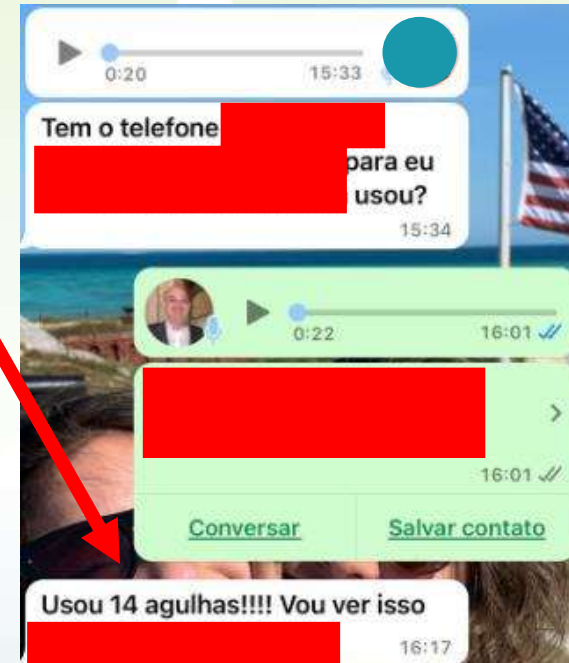 0:20 15:33
Tem o telefone
para eu
usou?
15:34
0:22 16:01
16:01
Conversar Salvar contato
Usou 14 agulhas!!!! Vou ver isso
16:17